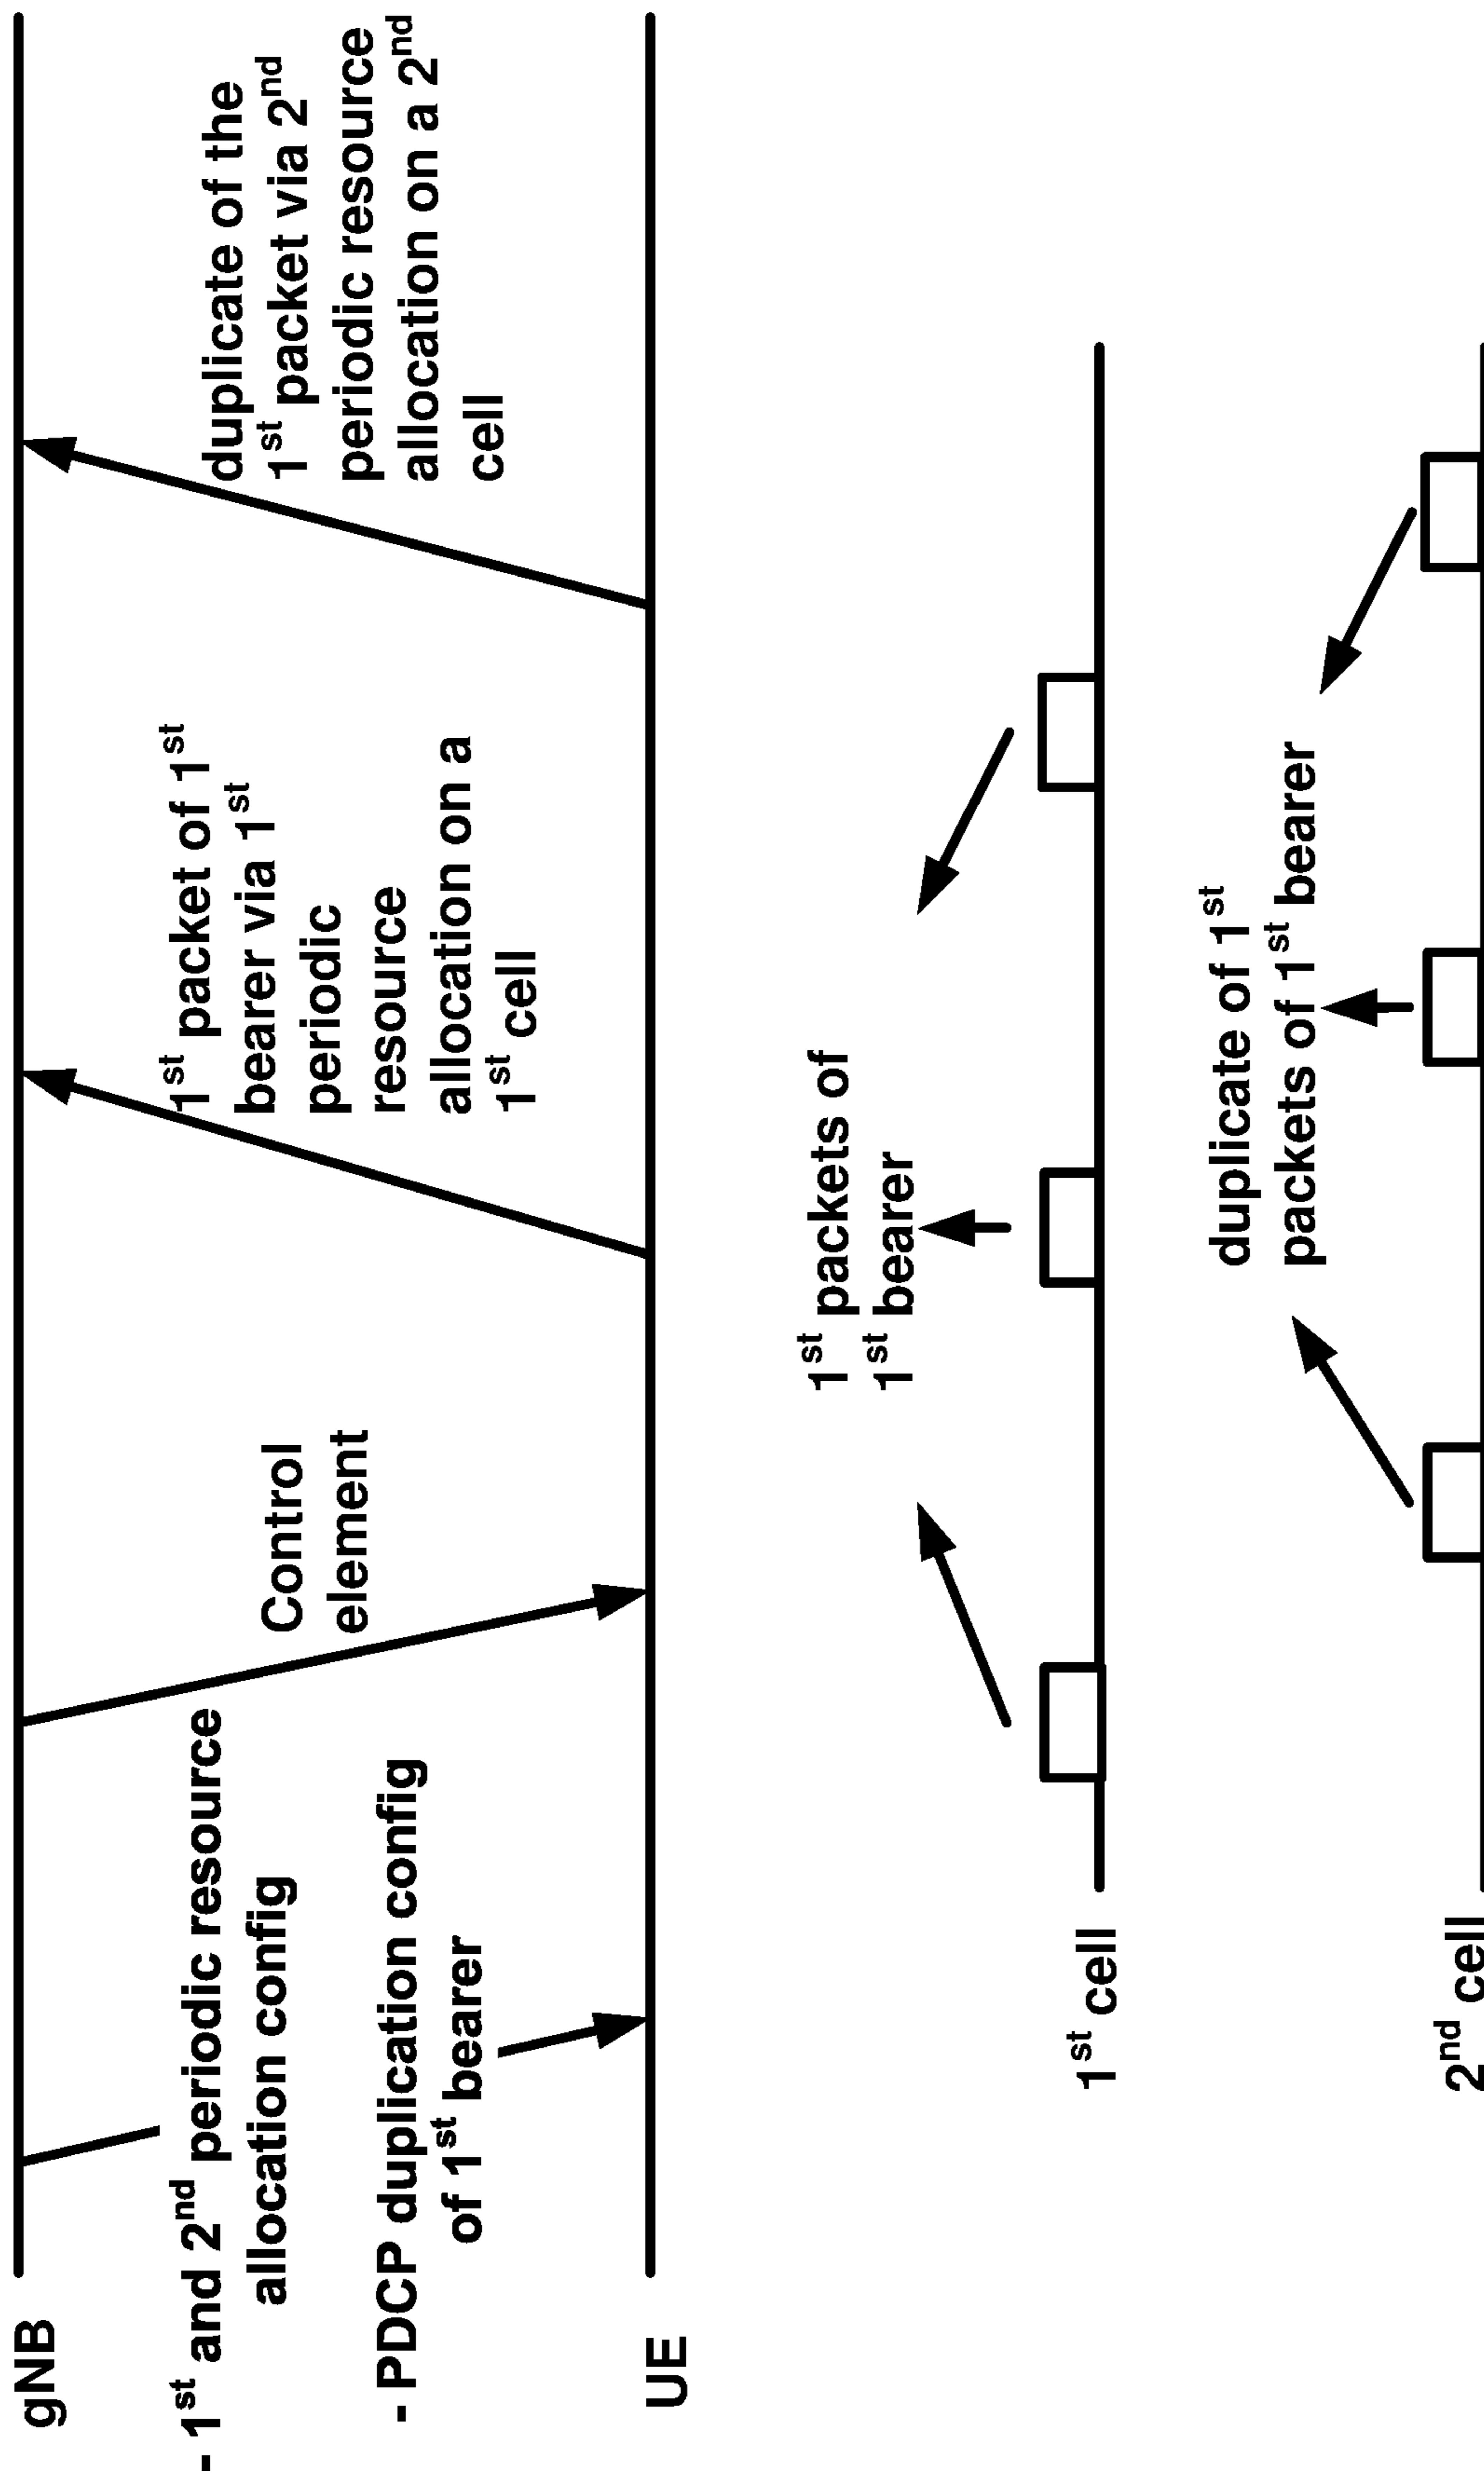 gNB
- 1st and 2nd periodic resource
allocation config
- PDCP duplication config
of 1st bearer
Control
element
1st packet of 1st
bearer via 1st
periodic
resource
allocation on a
1st cell
duplicate of the
1st packet via 2nd
periodic resource
allocation on a 2nd
cell
UE
1st packets of
1st bearer
1st cell
duplicate of 1st
packets of 1st bearer
2nd cell